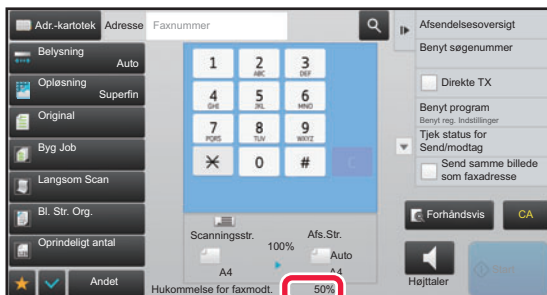 Adr.-kartotek
Adresse
Faxnummer
Belysning
Auto
Opløsning
Superfin
Original
Byg Job
Langsom Scan
Bl. Str. Org.
Oprindeligt antal
Andet
1
2 ABC
3 DEF
4 GHI
5 JKL
6 MNO
7 PQRS
8 TUV
9 WXYZ
0
#
C
Scanningsstr.
A4
100%
Afs.Str.
Auto
A4
Hukommelse for faxmodt.
50%
Afsendelsesoversigt
Benyt søgenummer
Direkte TX
Benyt program
Benyt reg. Indstillinger
Tjek status for
Send/modtag
Send samme billede
som faxadresse
Forhåndsvis
CA
Højttaler
Start